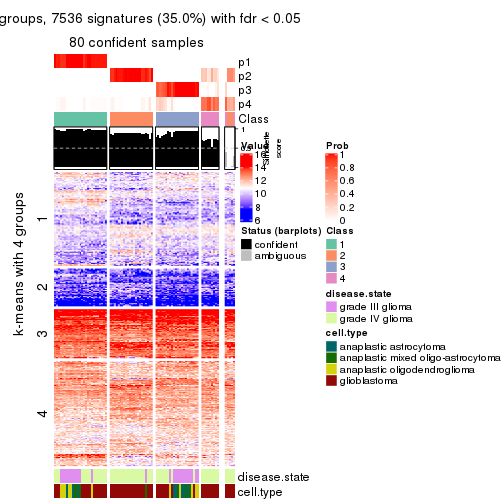 groups, 7536 signatures (35.0%) with fdr < 0.05
80 confident samples
p1
p2
p3
p4
Class
1
Silhouette
score
Value
16
14
12
10
8
6
Prob
1
0.8
0.6
0.4
0.2
0
Status (barplots)
confident
ambiguous
Class
1
2
3
4
disease.state
grade III glioma
grade IV glioma
cell.type
anaplastic astrocytoma
anaplastic mixed oligo-astrocytoma
anaplastic oligodendroglioma
glioblastoma
k-means with 4 groups
1
2
3
4
disease.state
cell.type